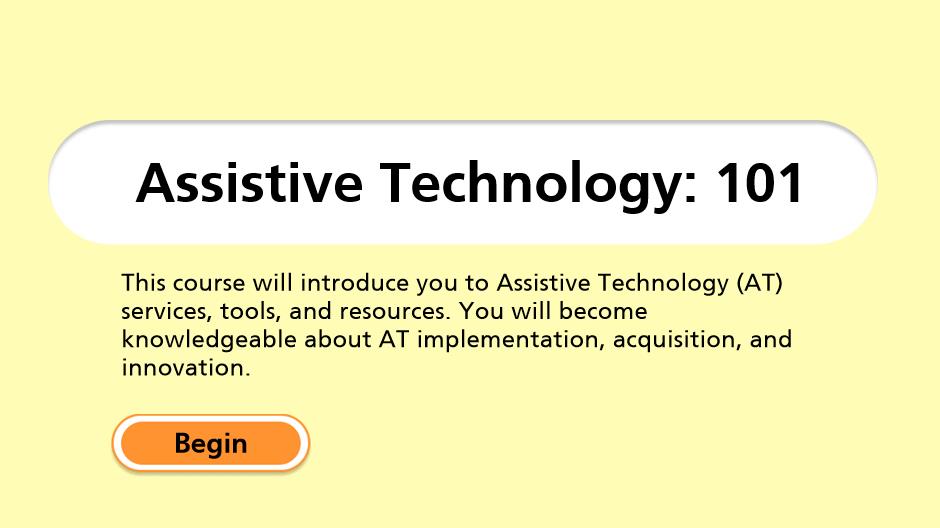 Assistive Technology: 101
This course will introduce you to Assistive Technology (AT)
services, tools, and resources. You will become
knowledgeable about AT implementation, acquisition, and
innovation.
Begin